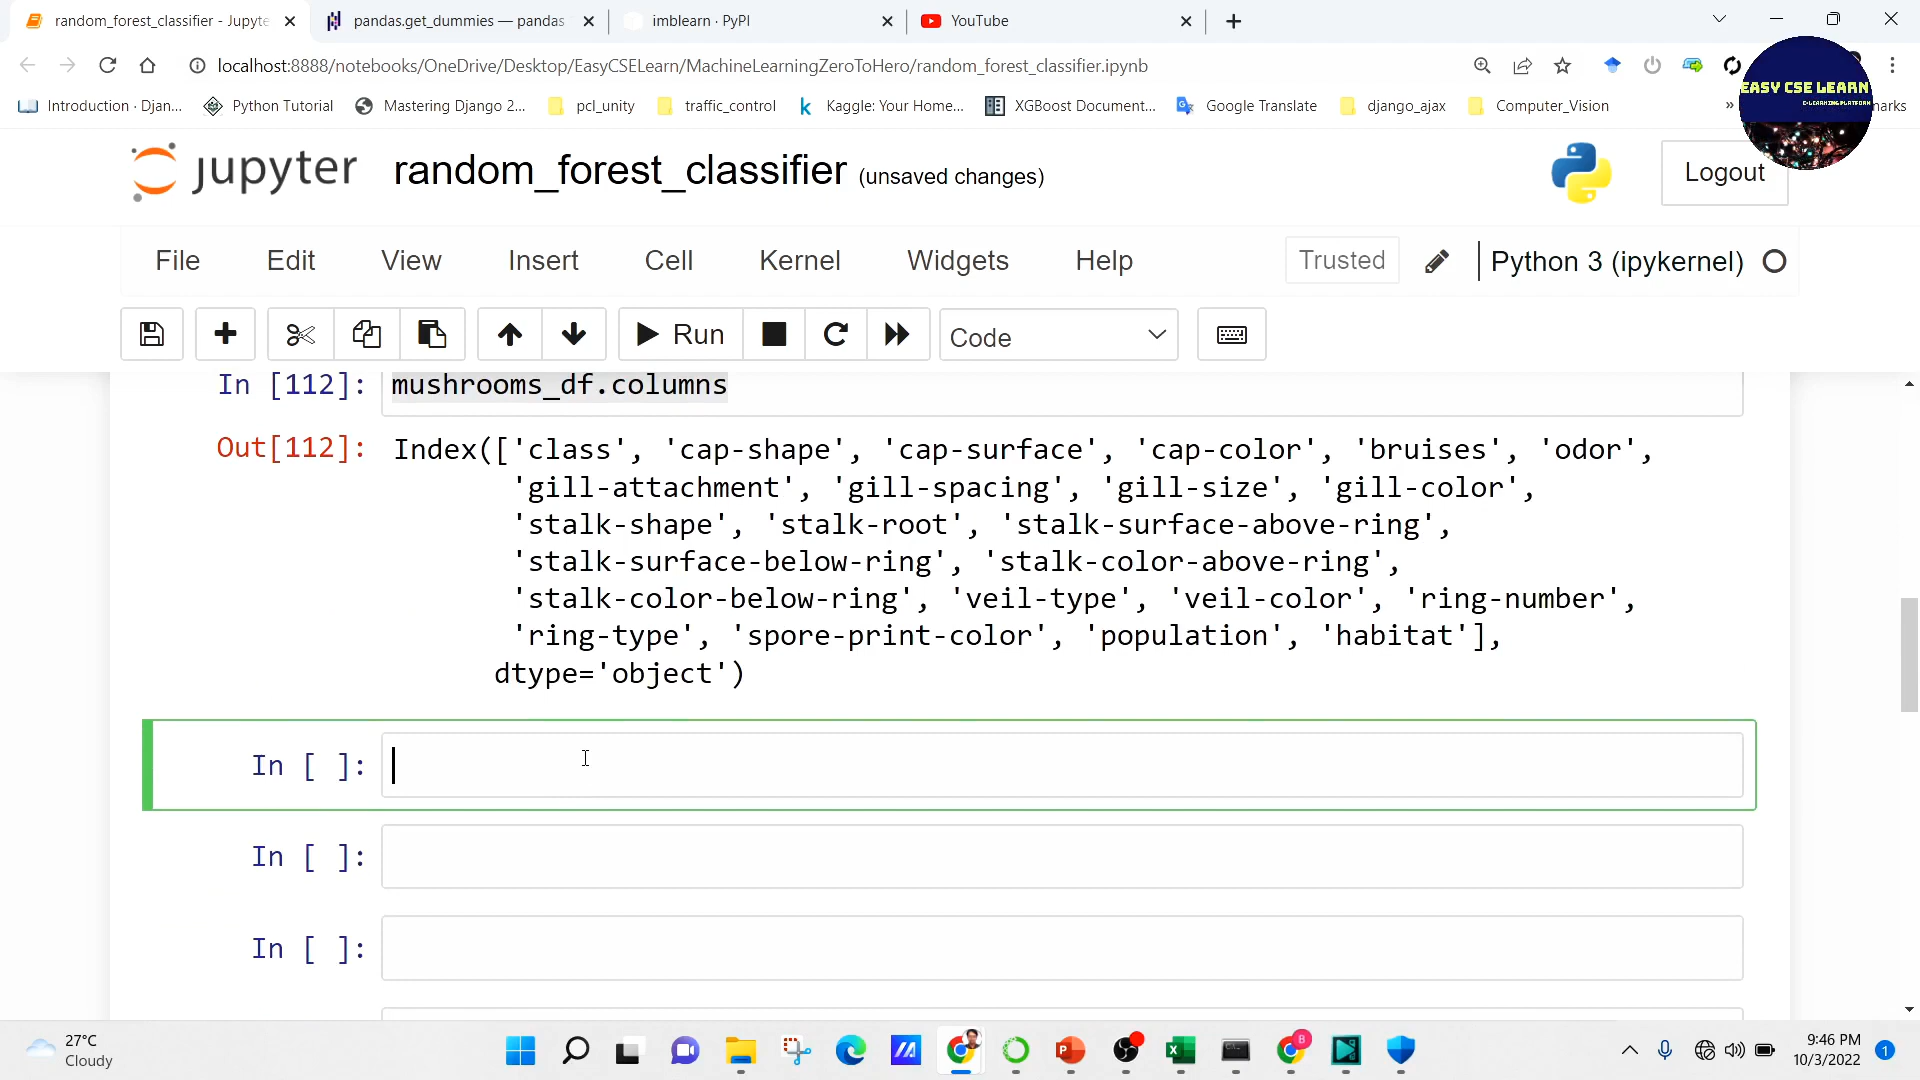 random_forest_classifier - Jupyte
pandas.get_dummies — pandas
imblearn · PyPI
YouTube
localhost:8888/notebooks/OneDrive/Desktop/EasyCSELearn/MachineLearningZeroToHero/random_forest_classifier.ipynb
Introduction · Djan...
Python Tutorial
Mastering Django 2...
pcl_unity
traffic_control
Kaggle: Your Home...
XGBoost Document...
Google Translate
django_ajax
Computer_Vision
»
EASY CSE LEARN
E-LEARNING PLATFORM
jupyter
random_forest_classifier (unsaved changes)
Logout
File Edit View Insert Cell Kernel Widgets Help
Trusted
Python 3 (ipykernel)
Run
Code
In [112]: mushrooms_df.columns
Out[112]: Index(['class', 'cap-shape', 'cap-surface', 'cap-color', 'bruises', 'odor',
'gill-attachment', 'gill-spacing', 'gill-size', 'gill-color',
'stalk-shape', 'stalk-root', 'stalk-surface-above-ring',
'stalk-surface-below-ring', 'stalk-color-above-ring',
'stalk-color-below-ring', 'veil-type', 'veil-color', 'ring-number',
'ring-type', 'spore-print-color', 'population', 'habitat'],
dtype='object')
In [ ]:
In [ ]:
In [ ]:
27°C
Cloudy
9:46 PM
10/3/2022
1